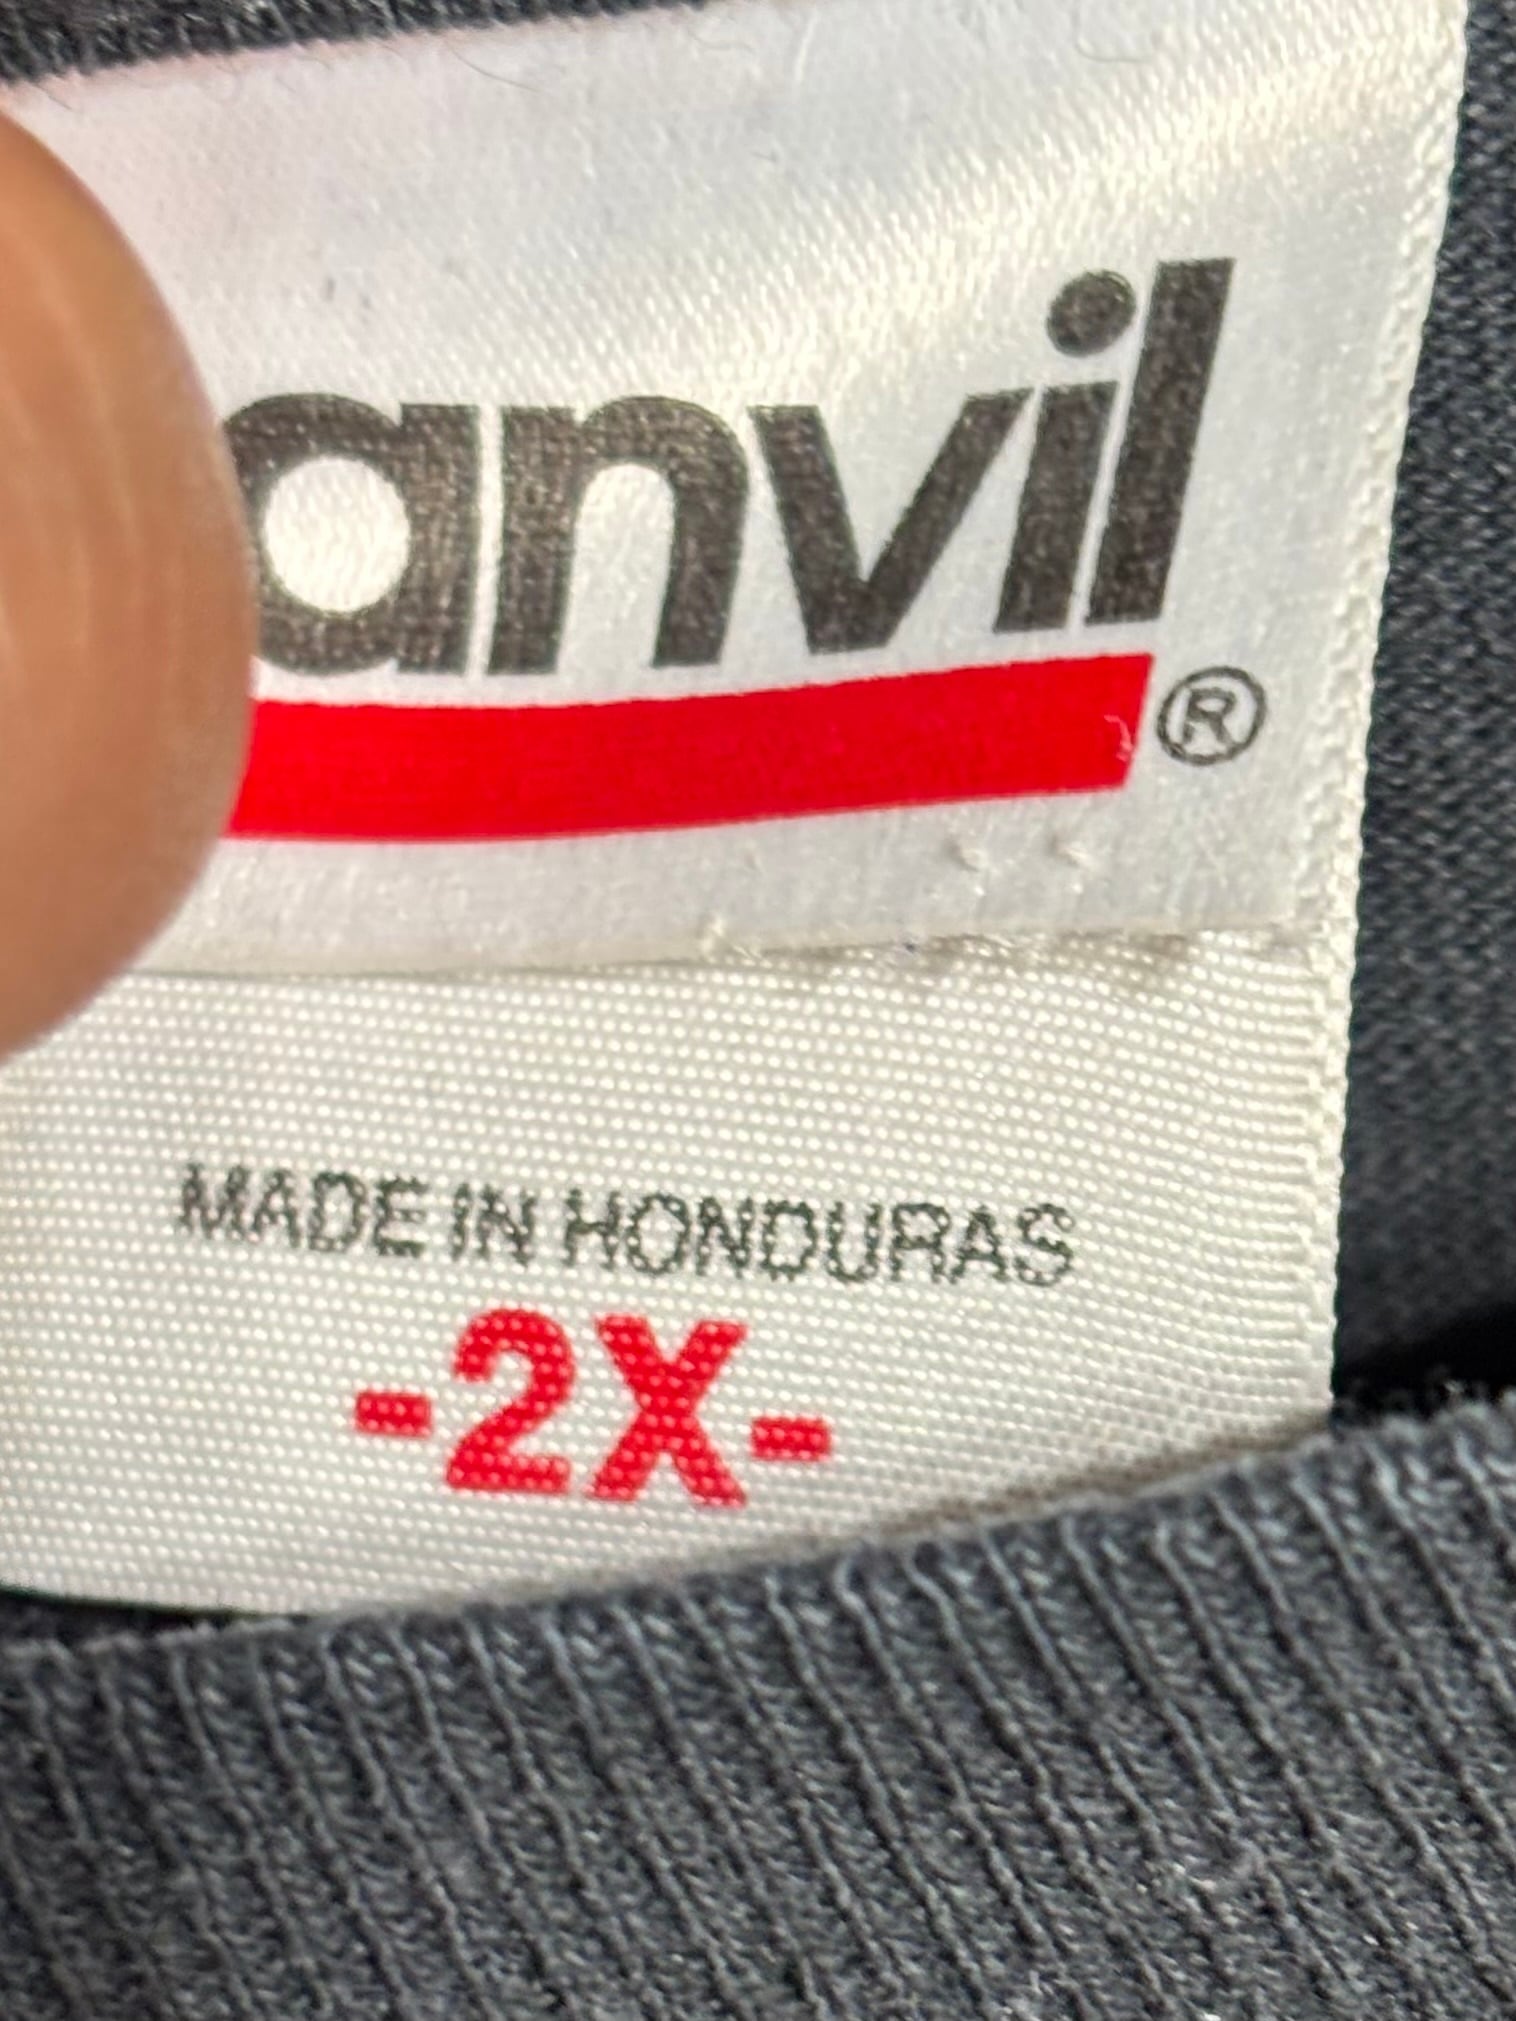 anvil
®
MADE IN HONDURAS
-2X-